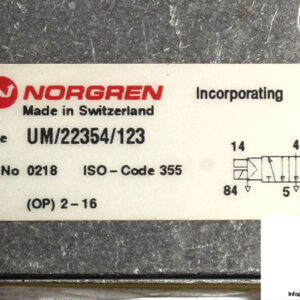 NORGREN
Incorporating
Made in Switzerland
e UM/22354/123
No 0218 ISO-Code 355
14 4
84 5
(OP) 2-16